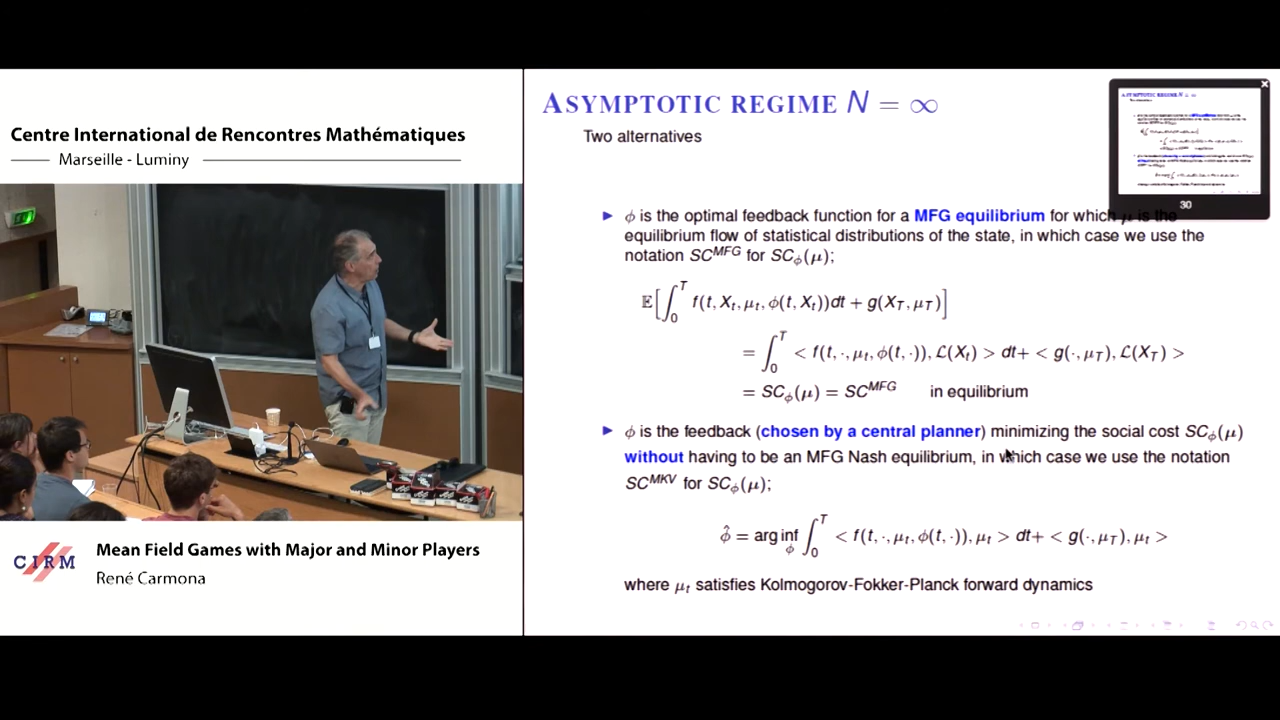 Centre International de Rencontres Mathématiques
Marseille - Luminy
CIRM
Mean Field Games with Major and Minor Players
René Carmona
ASYMPTOTIC REGIME N = ∞
Two alternatives
30
▶ ϕ is the optimal feedback function for a MFG equilibrium for which μ is the
equilibrium flow of statistical distributions of the state, in which case we use the
notation SC^MFG for SC_ϕ(μ);
𝔼[∫_0^T f(t, X_t, μ_t, ϕ(t, X_t))dt + g(X_T, μ_T)]
= ∫_0^T < f(t, ·, μ_t, ϕ(t, ·)), ℒ(X_t) > dt+ < g(·, μ_T), ℒ(X_T) >
= SC_ϕ(μ) = SC^MFG in equilibrium
▶ ϕ is the feedback (chosen by a central planner) minimizing the social cost SC_ϕ(μ)
without having to be an MFG Nash equilibrium, in which case we use the notation
SC^MKV for SC_ϕ(μ);
ϕ̂ = arg inf_ϕ ∫_0^T < f(t, ·, μ_t, ϕ(t, ·)), μ_t > dt+ < g(·, μ_T), μ_t >
where μ_t satisfies Kolmogorov-Fokker-Planck forward dynamics